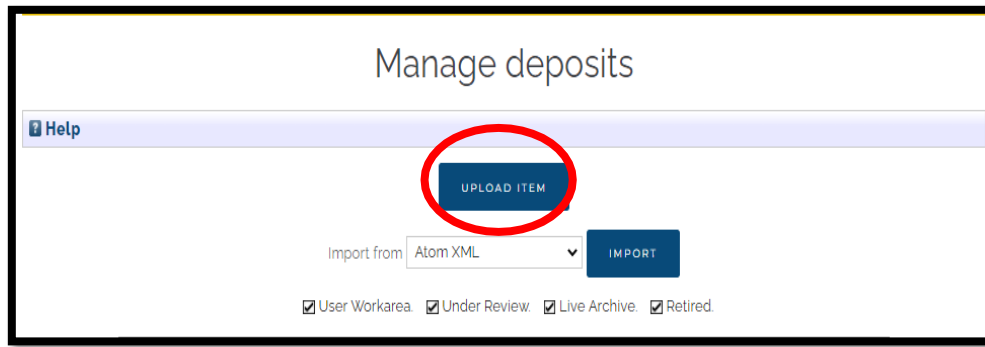 Manage deposits
? Help
UPLOAD ITEM
Import from Atom XML IMPORT
User Workarea. Under Review. Live Archive. Retired.